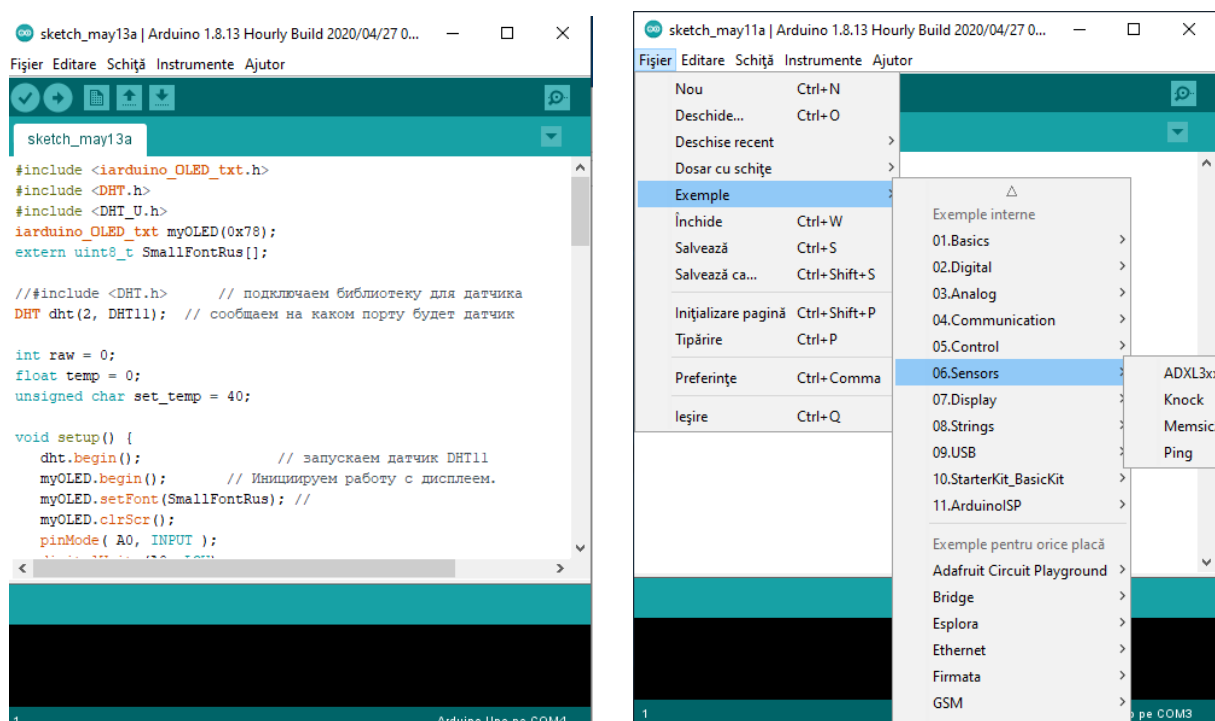 sketch_may13a | Arduino 1.8.13 Hourly Build 2020/04/27 0...
Fișier Editare Schiță Instrumente Ajutor
sketch_may13a
#include <iarduino_OLED_txt.h>
#include <DHT.h>
#include <DHT_U.h>
iarduino_OLED_txt myOLED(0x78);
extern uint8_t SmallFontRus[];
//#include <DHT.h> // подключаем библиотеку для датчика
DHT dht(2, DHT11); // сообщаем на каком порту будет датчик
int raw = 0;
float temp = 0;
unsigned char set_temp = 40;
void setup() {
dht.begin(); // запускаем датчик DHT11
myOLED.begin(); // Инициируем работу с дисплеем.
myOLED.setFont(SmallFontRus); //
myOLED.clrScr();
pinMode( A0, INPUT );
1
sketch_may11a | Arduino 1.8.13 Hourly Build 2020/04/27 0...
Fişier Editare Schiţă Instrumente Ajutor
Nou Ctrl+N
Deschide... Ctrl+O
Deschise recent
Dosar cu schiţe
Exemple
Închide Ctrl+W
Salvează Ctrl+S
Salvează ca... Ctrl+Shift+S
Iniţializare pagină Ctrl+Shift+P
Tipărire Ctrl+P
Preferinţe Ctrl+Comma
Ieşire Ctrl+Q
Exemple interne
01.Basics
02.Digital
03.Analog
04.Communication
05.Control
06.Sensors
07.Display
08.Strings
09.USB
10.StarterKit_BasicKit
11.ArduinoISP
Exemple pentru orice placă
Adafruit Circuit Playground
Bridge
Esplora
Ethernet
Firmata
GSM
ADXL3xx
Knock
Memsic
Ping
1
pe COM3